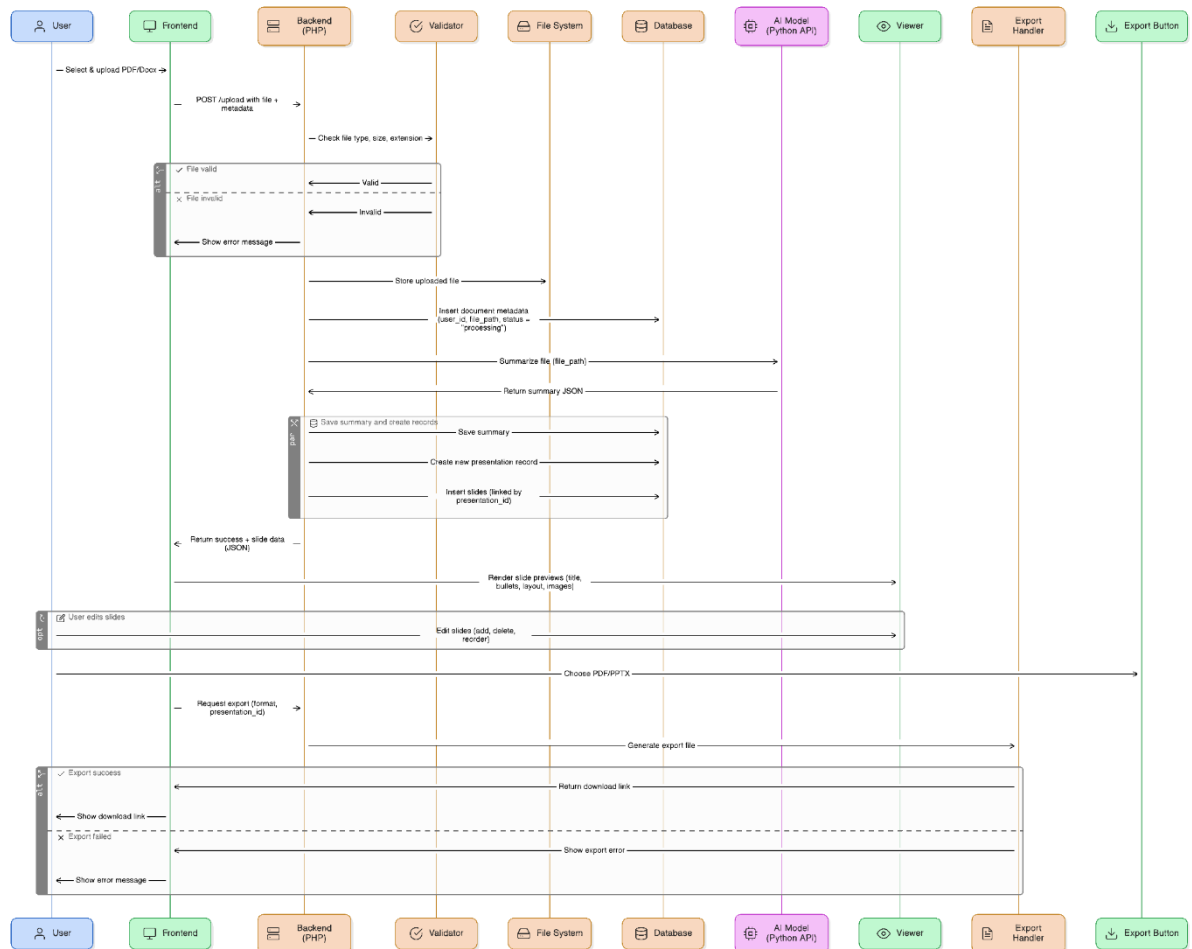 User
Frontend
Backend
(PHP)
Validator
File System
Database
AI Model
(Python API)
Viewer
Export
Handler
Export Button
Select & upload PDF/Docx
POST /upload with file +
metadata
Check file type, size, extension
alt
File valid
Valid
File invalid
Invalid
Show error message
Store uploaded file
Insert document metadata
(user_id, file_path, status =
"processing")
Summarize file (file_path)
Return summary JSON
par
Save summary and create records
Save summary
Create new presentation record
Insert slides (linked by
presentation_id)
Return success + slide data
(JSON)
Render slide previews (title,
bullets, layout, images)
opt
User edits slides
Edit slides (add, delete,
reorder)
Choose PDF/PPTX
Request export (format,
presentation_id)
Generate export file
alt
Export success
Return download link
Show download link
Export failed
Show export error
Show error message
User
Frontend
Backend
(PHP)
Validator
File System
Database
AI Model
(Python API)
Viewer
Export
Handler
Export Button